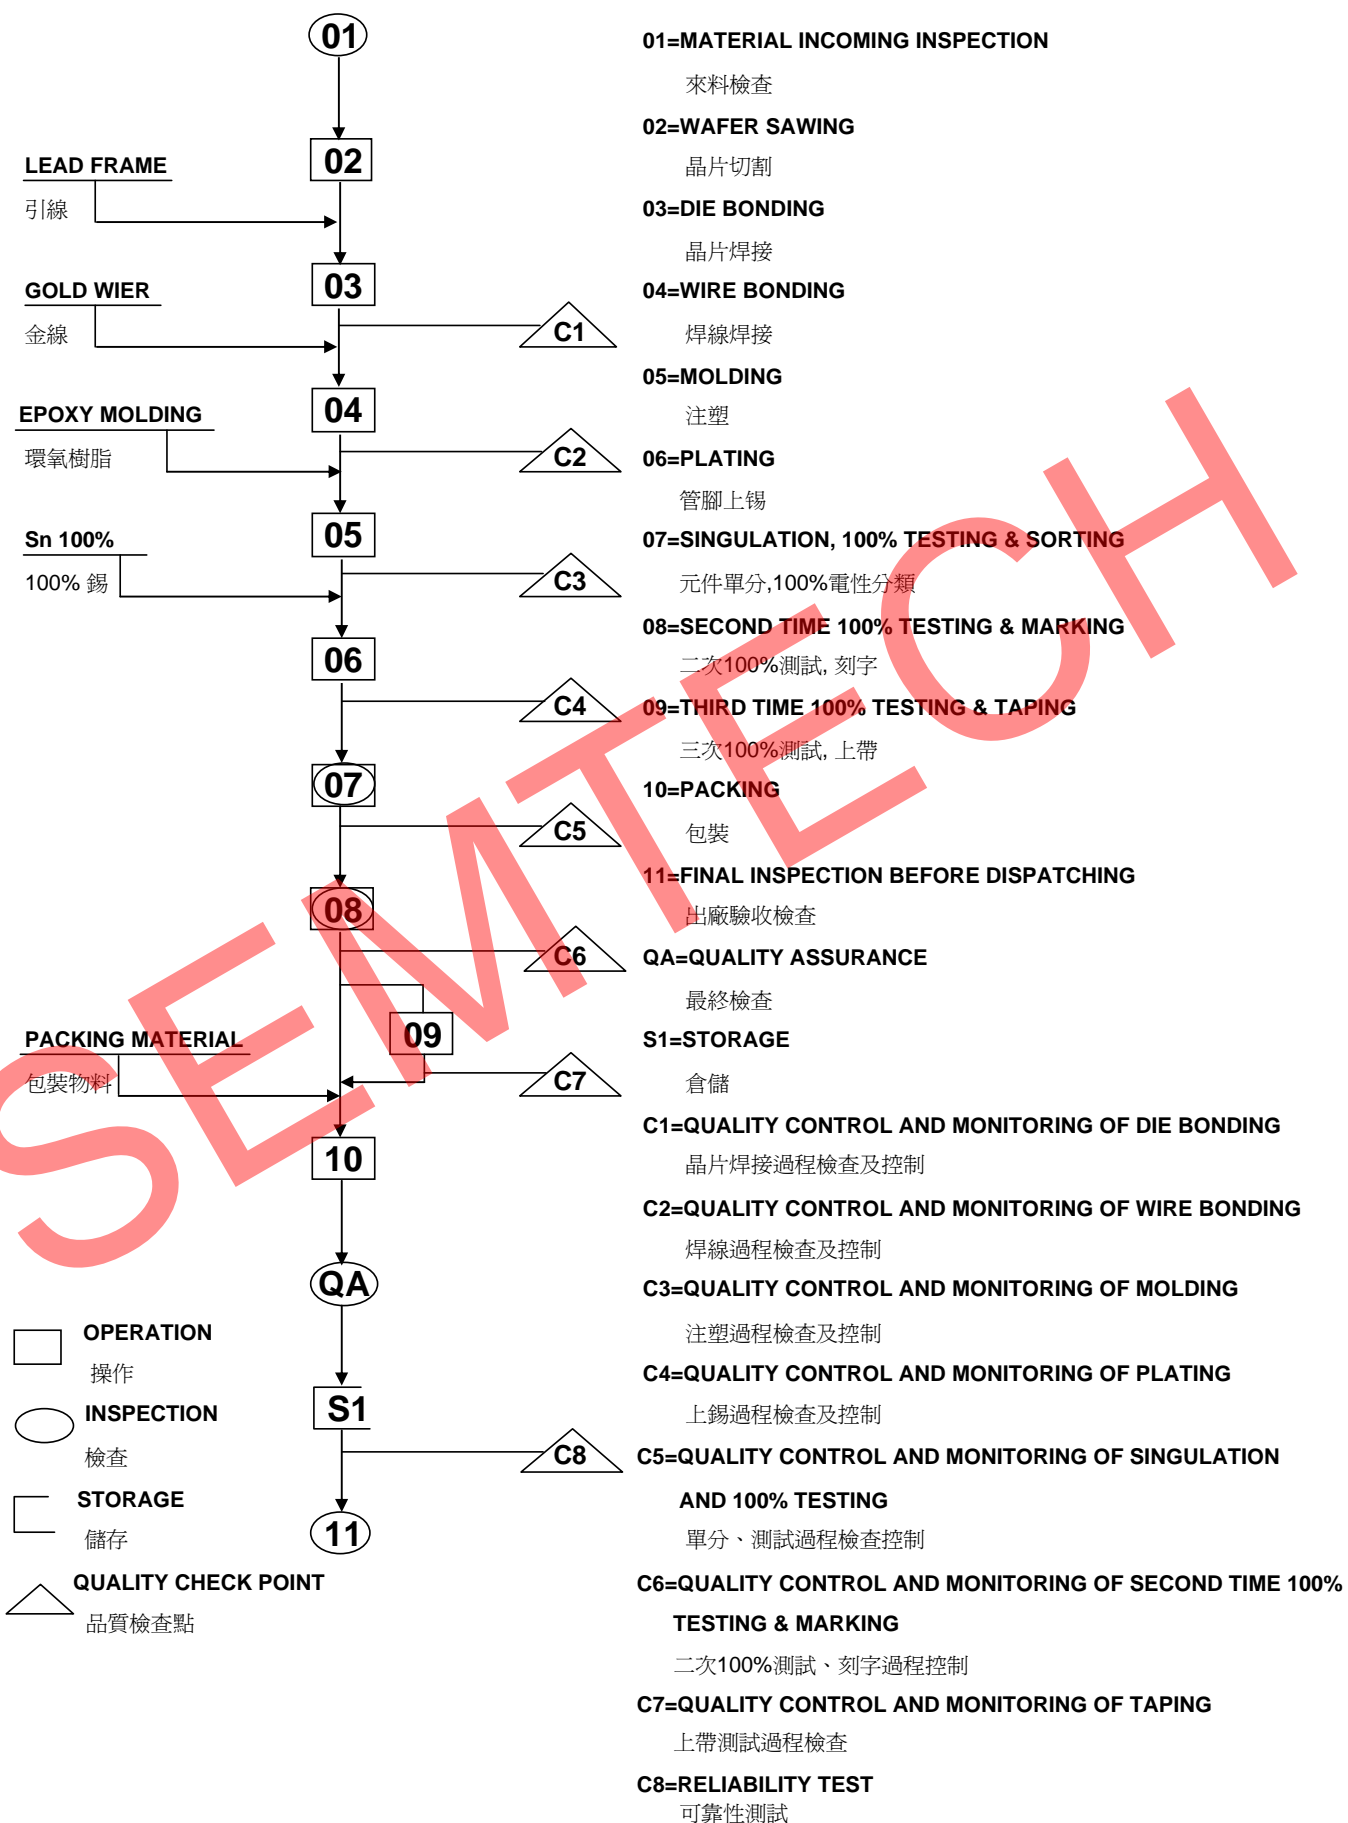 01
02
LEAD FRAME
引線
03
GOLD WIER
金線
C1
04
EPOXY MOLDING
環氧樹脂
C2
05
Sn 100%
100% 錫
C3
06
C4
07
C5
08
C6
09
PACKING MATERIAL
包裝物料
C7
10
QA
S1
C8
11
OPERATION
操作
INSPECTION
檢查
STORAGE
儲存
QUALITY CHECK POINT
品質檢查點
01=MATERIAL INCOMING INSPECTION
來料檢查
02=WAFER SAWING
晶片切割
03=DIE BONDING
晶片焊接
04=WIRE BONDING
焊線焊接
05=MOLDING
注塑
06=PLATING
管腳上锡
07=SINGULATION, 100% TESTING & SORTING
元件單分,100%電性分類
08=SECOND TIME 100% TESTING & MARKING
二次100%測試, 刻字
09=THIRD TIME 100% TESTING & TAPING
三次100%測試, 上帶
10=PACKING
包裝
11=FINAL INSPECTION BEFORE DISPATCHING
出廠驗收檢查
QA=QUALITY ASSURANCE
最終檢查
S1=STORAGE
倉儲
C1=QUALITY CONTROL AND MONITORING OF DIE BONDING
晶片焊接過程檢查及控制
C2=QUALITY CONTROL AND MONITORING OF WIRE BONDING
焊線過程檢查及控制
C3=QUALITY CONTROL AND MONITORING OF MOLDING
注塑過程檢查及控制
C4=QUALITY CONTROL AND MONITORING OF PLATING
上錫過程檢查及控制
C5=QUALITY CONTROL AND MONITORING OF SINGULATION
AND 100% TESTING
單分、測試過程檢查控制
C6=QUALITY CONTROL AND MONITORING OF SECOND TIME 100%
TESTING & MARKING
二次100%測試、刻字過程控制
C7=QUALITY CONTROL AND MONITORING OF TAPING
上帶測試過程檢查
C8=RELIABILITY TEST
可靠性測試
SEMTECH